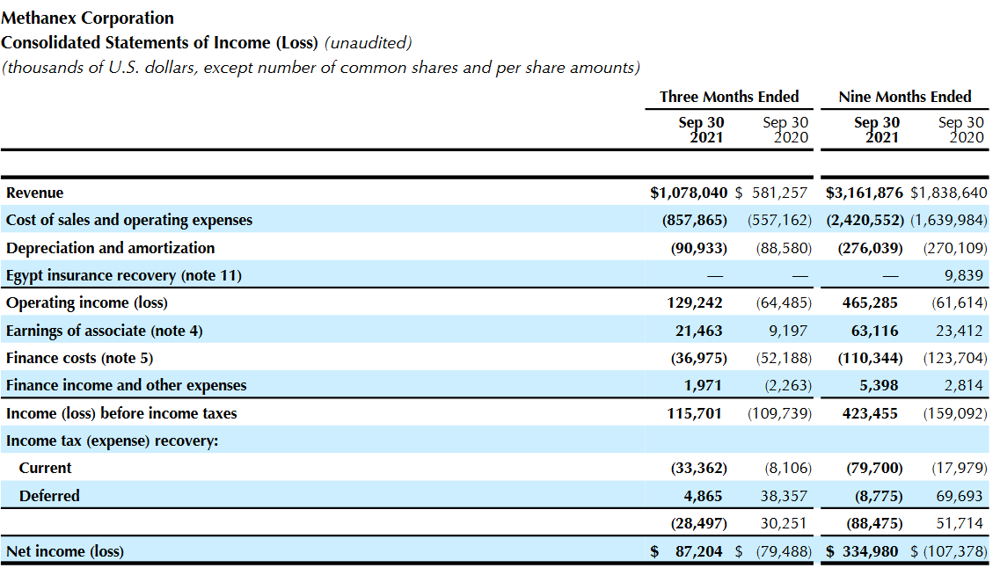 Methanex Corporation
Consolidated Statements of Income (Loss) (unaudited)
(thousands of U.S. dollars, except number of common shares and per share amounts)
Three Months Ended Nine Months Ended
Sep 30 2021 Sep 30 2020 Sep 30 2021 Sep 30 2020
Revenue $1,078,040 $ 581,257 $3,161,876 $1,838,640
Cost of sales and operating expenses (857,865) (557,162) (2,420,552) (1,639,984)
Depreciation and amortization (90,933) (88,580) (276,039) (270,109)
Egypt insurance recovery (note 11) — — — 9,839
Operating income (loss) 129,242 (64,485) 465,285 (61,614)
Earnings of associate (note 4) 21,463 9,197 63,116 23,412
Finance costs (note 5) (36,975) (52,188) (110,344) (123,704)
Finance income and other expenses 1,971 (2,263) 5,398 2,814
Income (loss) before income taxes 115,701 (109,739) 423,455 (159,092)
Income tax (expense) recovery:
Current (33,362) (8,106) (79,700) (17,979)
Deferred 4,865 38,357 (8,775) 69,693
(28,497) 30,251 (88,475) 51,714
Net income (loss) $ 87,204 $ (79,488) $ 334,980 $ (107,378)